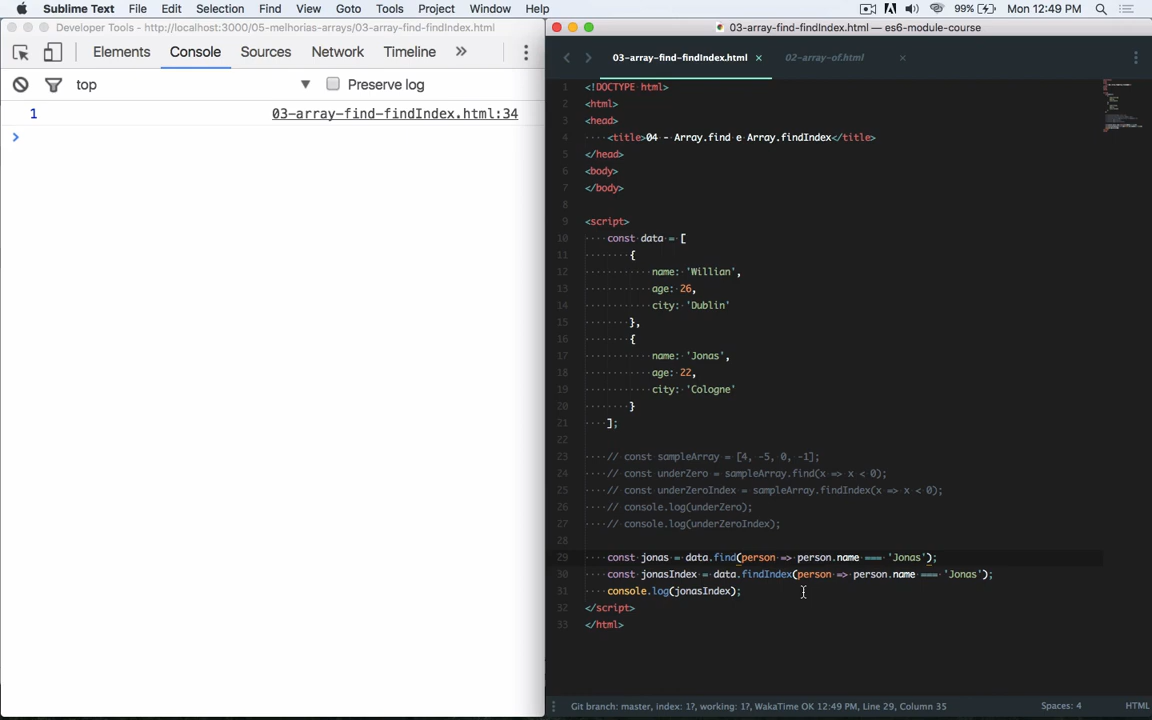 Sublime Text File Edit Selection Find View Goto Tools Project Window Help 99% Mon 12:49 PM
Developer Tools - http://localhost:3000/05-melhorias-arrays/03-array-find-findIndex.html
Elements Console Sources Network Timeline »
top Preserve log
1 03-array-find-findIndex.html:34
03-array-find-findIndex.html — es6-module-course
03-array-find-findIndex.html × 02-array-of.html ×
1 <!DOCTYPE html>
2 <html>
3 <head>
4 <title>04 - Array.find e Array.findIndex</title>
5 </head>
6 <body>
7 </body>
8
9 <script>
10 const data = [
11 {
12 name: 'Willian',
13 age: 26,
14 city: 'Dublin'
15 },
16 {
17 name: 'Jonas',
18 age: 22,
19 city: 'Cologne'
20 }
21 ];
22
23 // const sampleArray = [4, -5, 0, -1];
24 // const underZero = sampleArray.find(x => x < 0);
25 // const underZeroIndex = sampleArray.findIndex(x => x < 0);
26 // console.log(underZero);
27 // console.log(underZeroIndex);
28
29 const jonas = data.find(person => person.name === 'Jonas');
30 const jonasIndex = data.findIndex(person => person.name === 'Jonas');
31 console.log(jonasIndex);
32 </script>
33 </html>
Git branch: master, index: 1?, working: 1?, WakaTime OK 12:49 PM, Line 29, Column 35 Spaces: 4 HTML